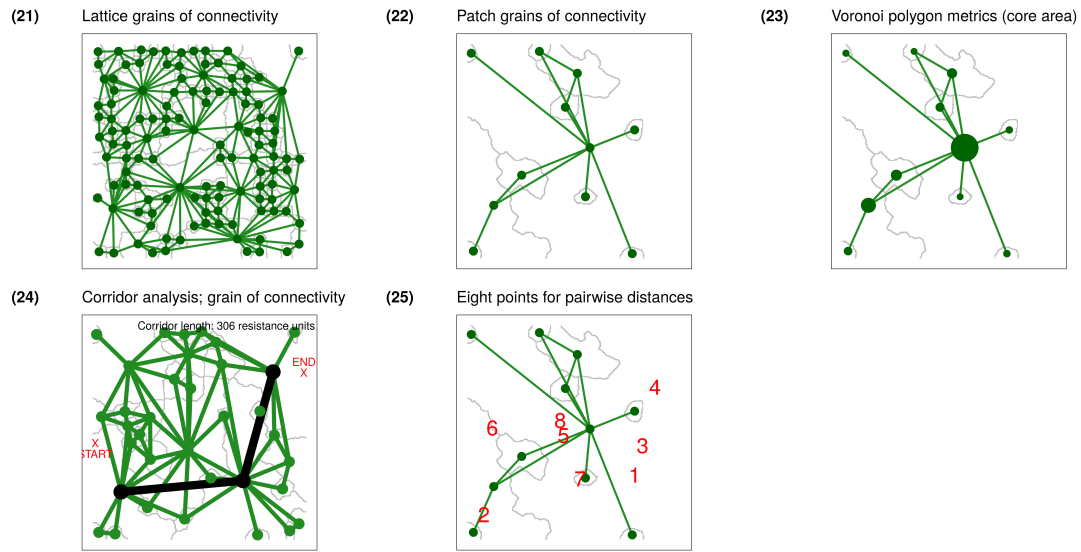 (21) Lattice grains of connectivity
(22) Patch grains of connectivity
(23) Voronoi polygon metrics (core area)
(24) Corridor analysis; grain of connectivity
Corridor length: 306 resistance units
END
X
X
START
(25) Eight points for pairwise distances
4
8
6
5
3
1
7
2